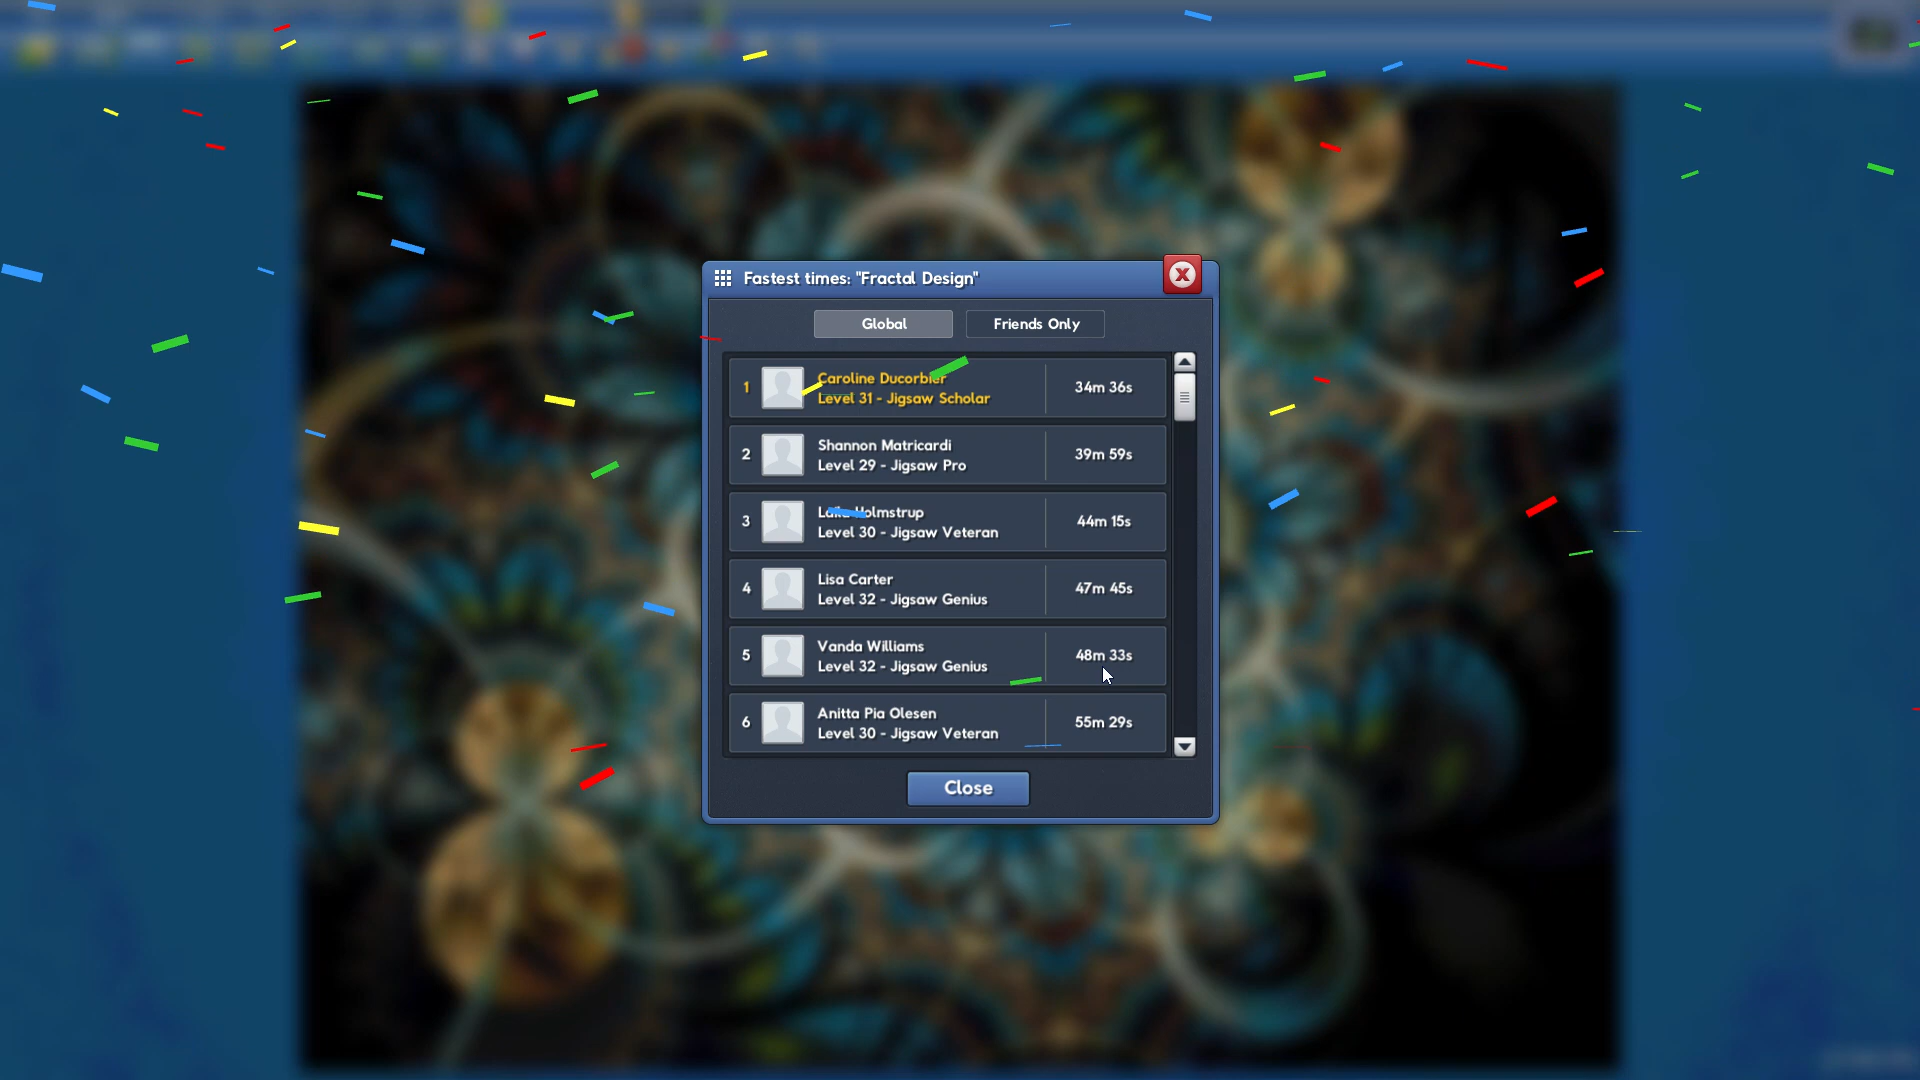 Fastest times: "Fractal Design"
Global
Friends Only
1
Caroline Ducorbier
Level 31 - Jigsaw Scholar
34m 36s
2
Shannon Matricardi
Level 29 - Jigsaw Pro
39m 59s
3
Holmstrup
Level 30 - Jigsaw Veteran
44m 15s
4
Lisa Carter
Level 32 - Jigsaw Genius
47m 45s
5
Vanda Williams
Level 32 - Jigsaw Genius
48m 33s
6
Anitta Pia Olesen
Level 30 - Jigsaw Veteran
55m 29s
Close